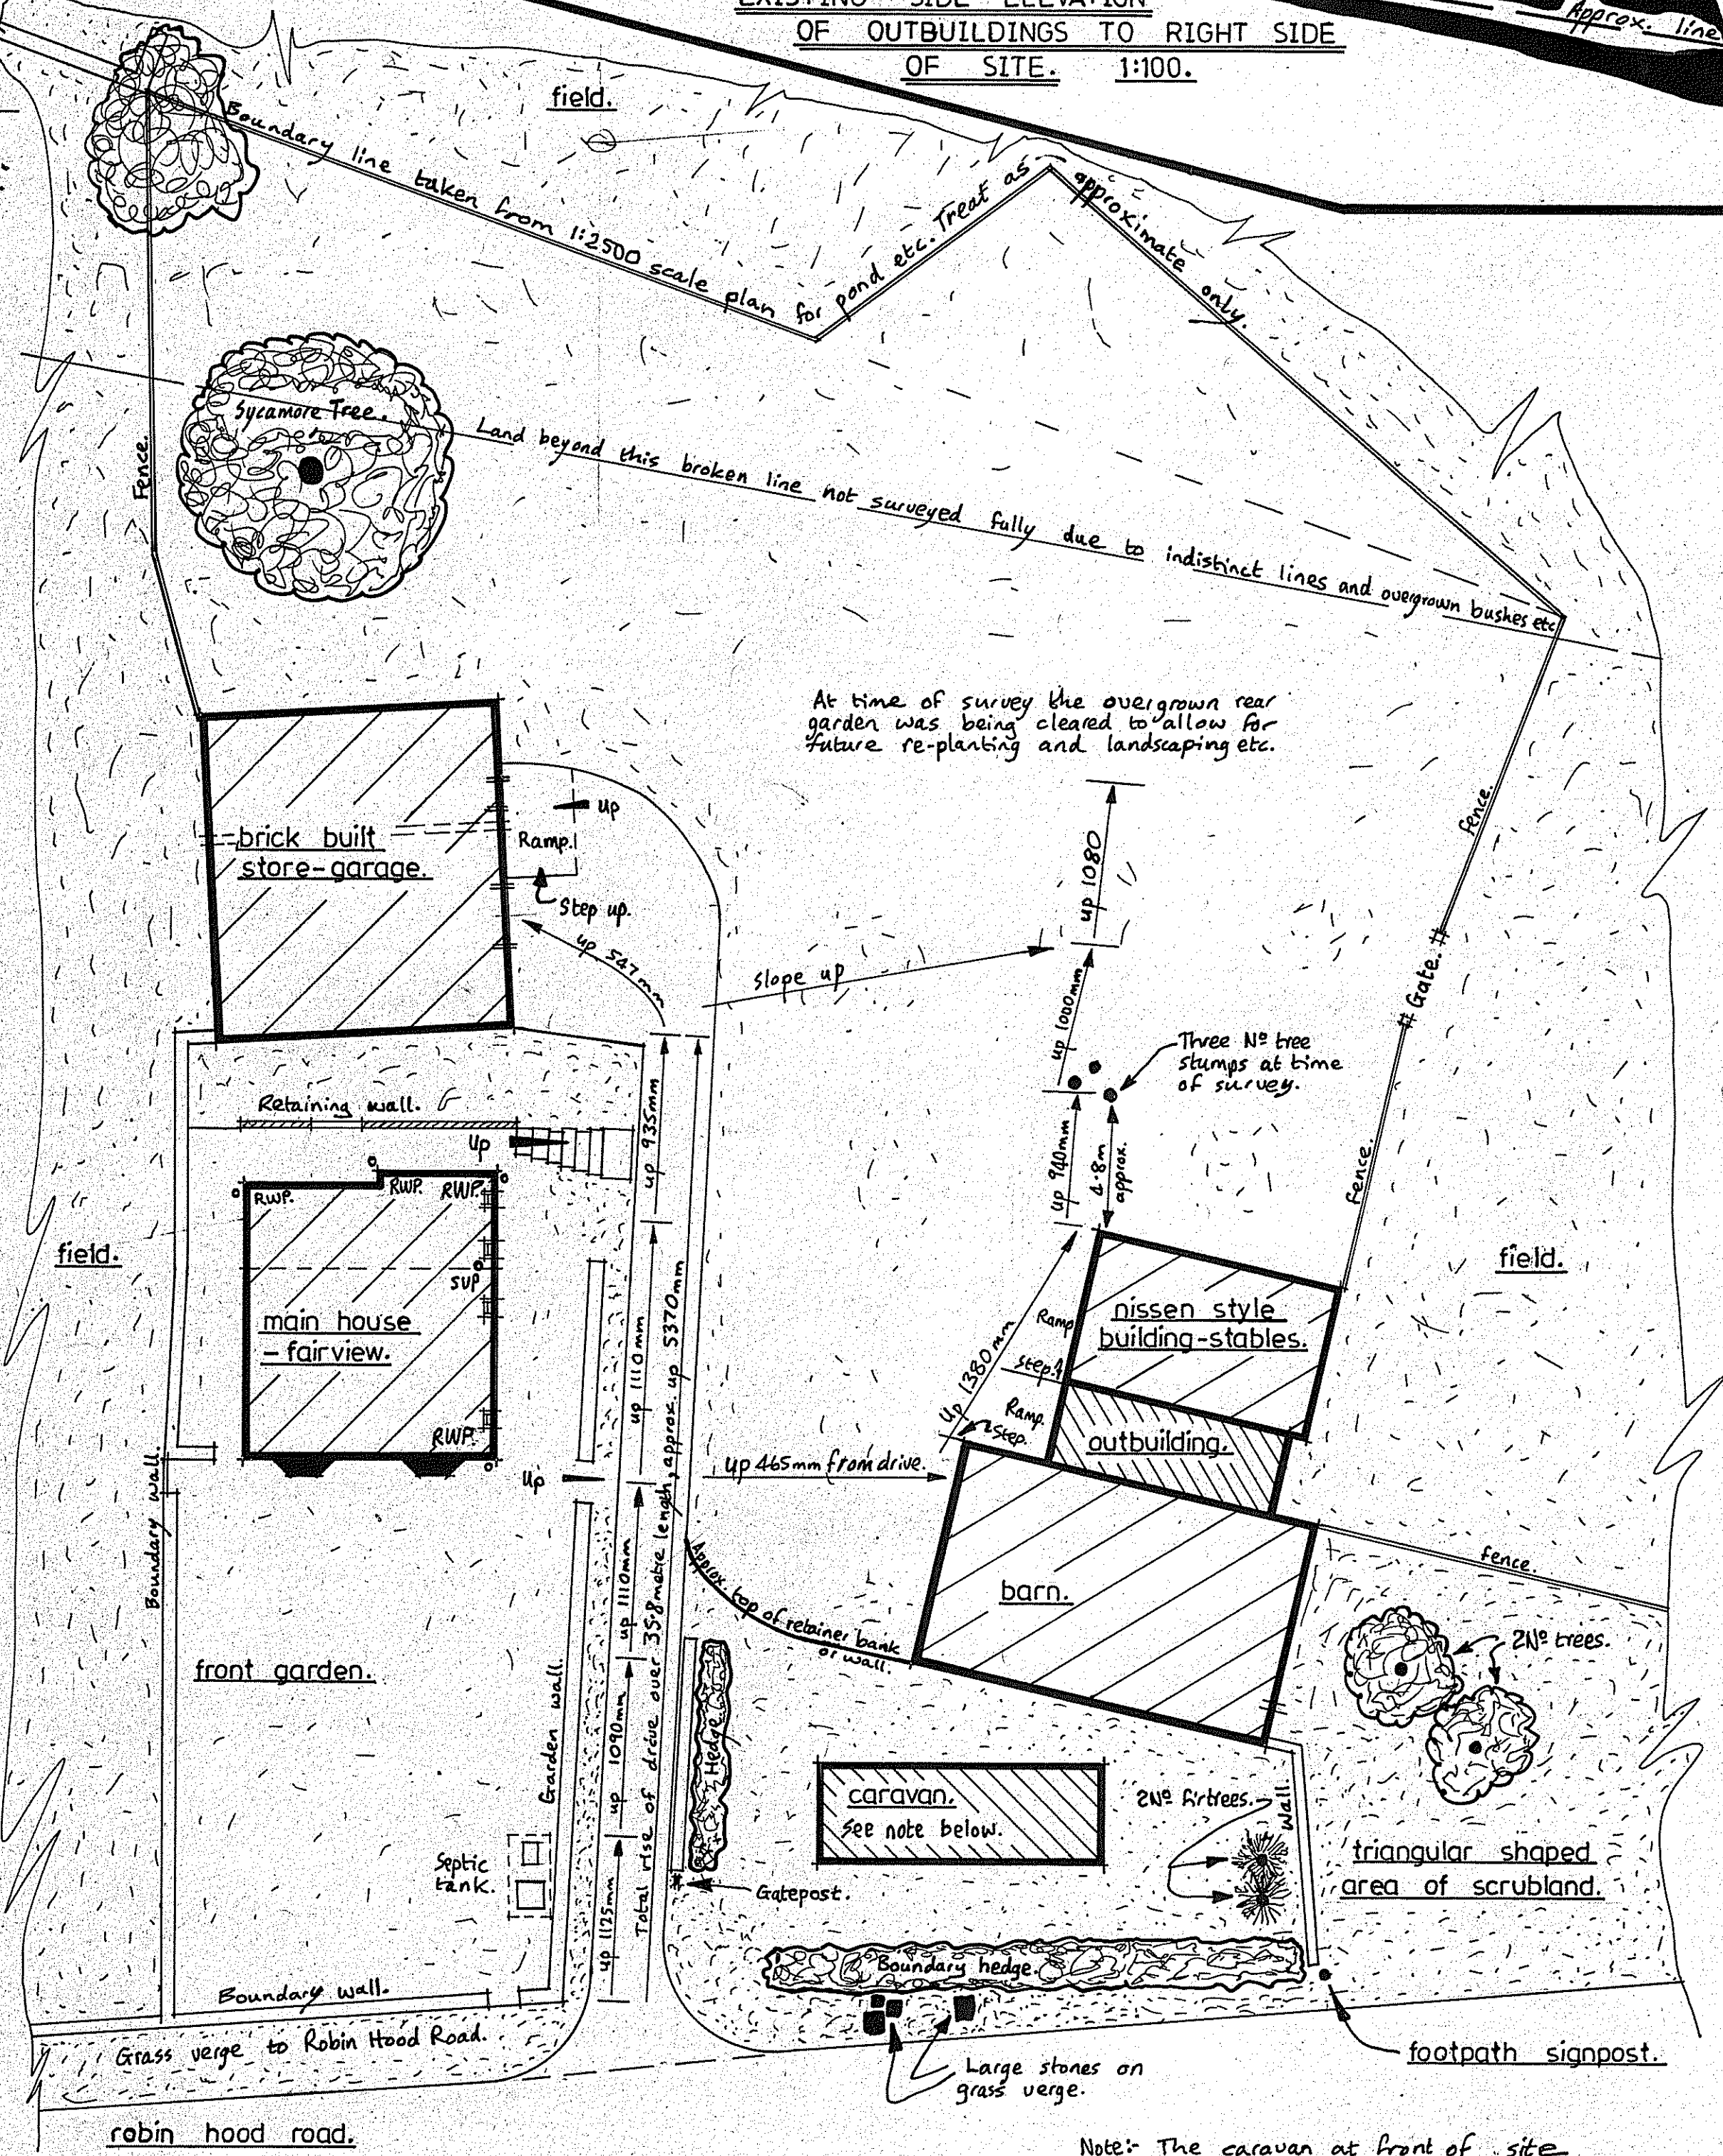 EXISTING SIDE ELEVATION
OF OUTBUILDINGS TO RIGHT SIDE
OF SITE. 1:100.
Approx. line
field.
Boundary line taken from 1:2500 scale plan for pond etc. Treat as approximate only.
Sycamore Tree.
Fence.
Land beyond this broken line not surveyed fully due to indistinct lines and overgrown bushes etc
At time of survey the overgrown rear
garden was being cleared to allow for
future re-planting and landscaping etc.
brick built
store-garage.
up
Ramp.
Step up.
up 547mm
slope up
up 1080
up 1000mm
fence.
Gate.
Three Nº tree
stumps at time
of survey.
up 940mm
4.8m
approx.
fence.
Retaining wall.
up
up 935mm
RWP.
RWP.
RWP.
SVP
RWP.
main house
-fairview.
field.
field.
nissen style
building-stables.
Ramp
Step.
up 1380mm
Ramp.
Step.
outbuilding.
up 1110mm
Up
up 465mm from drive.
up 1110mm
Total rise of drive over 35.8metre length, approx. up 5370mm
Approx. top of retainer bank
or wall.
barn.
fence.
2Nº trees.
Boundary wall.
front garden.
Garden wall.
up 1090mm
Hedge
caravan.
See note below.
2Nº firtrees.
wall.
triangular shaped
area of scrubland.
Septic
tank.
up 1125mm
Gatepost.
Boundary hedge.
Boundary wall.
Grass verge to Robin Hood Road.
Large stones on
grass verge.
footpath signpost.
robin hood road.
Note:- The caravan at front of site